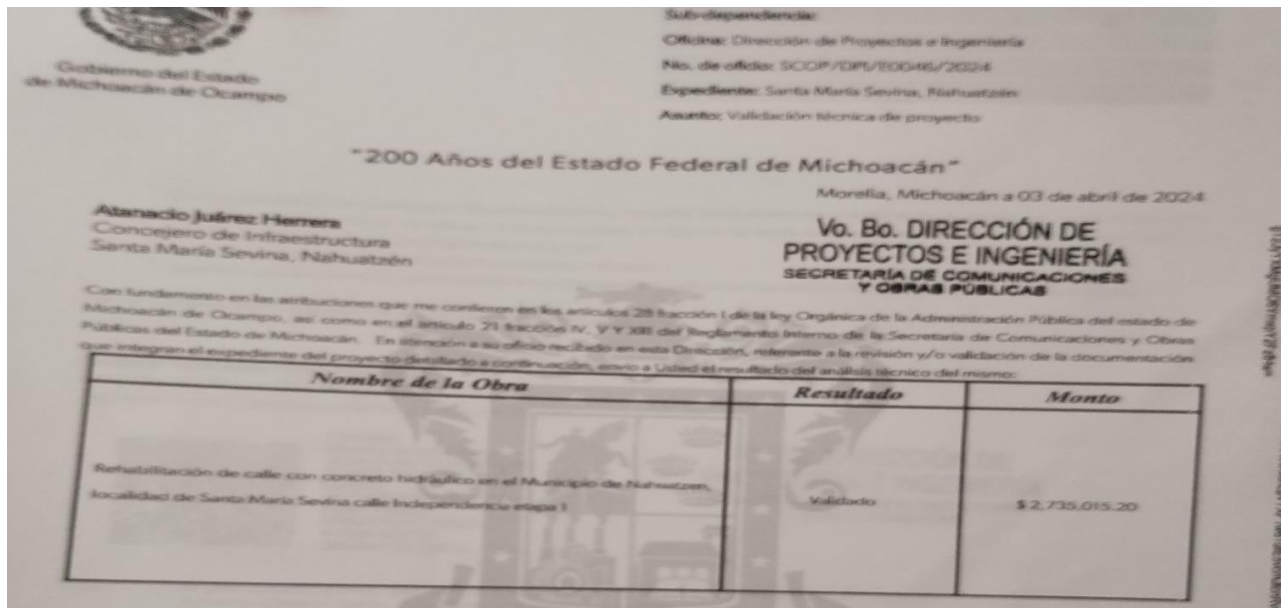 Sub-dependencia:
Oficina: Dirección de Proyectos e Ingeniería
No. de oficio: SCOP/DPI/E0046/2024
Expediente: Santa María Sevina, Nahuatzén
Asunto: Validación técnica de proyecto
Gobierno del Estado
de Michoacán de Ocampo
"200 Años del Estado Federal de Michoacán"
Morelia, Michoacán a 03 de abril de 2024
Atanacio Juárez Herrera
Concejero de Infraestructura
Santa María Sevina, Nahuatzén
Vo. Bo. DIRECCIÓN DE
PROYECTOS E INGENIERÍA
SECRETARÍA DE COMUNICACIONES
Y OBRAS PÚBLICAS
Con fundamento en las atribuciones que me confieren en los artículos 28 fracción I de la ley Orgánica de la Administración Pública del estado de
Michoacán de Ocampo, así como en el artículo 21 fracción IV, V Y XIII del Reglamento Interno de la Secretaria de Comunicaciones y Obras
Públicas del Estado de Michoacán. En atención a su oficio recibido en esta Dirección, referente a la revisión y/o validación de la documentación
que integran el expediente del proyecto detallado a continuación, envío a Usted el resultado del análisis técnico del mismo:
Nombre de la Obra Resultado Monto
Rehabilitación de calle con concreto hidráulico en el Municipio de Nahuatzen,
localidad de Santa María Sevina calle Independencia etapa I
Validado
$ 2,735,015.20